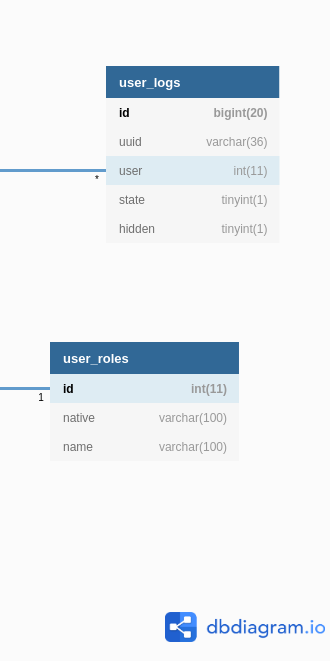 user_logs
id bigint(20)
uuid varchar(36)
user int(11)
*
state tinyint(1)
hidden tinyint(1)
user_roles
id int(11)
1
native varchar(100)
name varchar(100)
dbdiagram.io